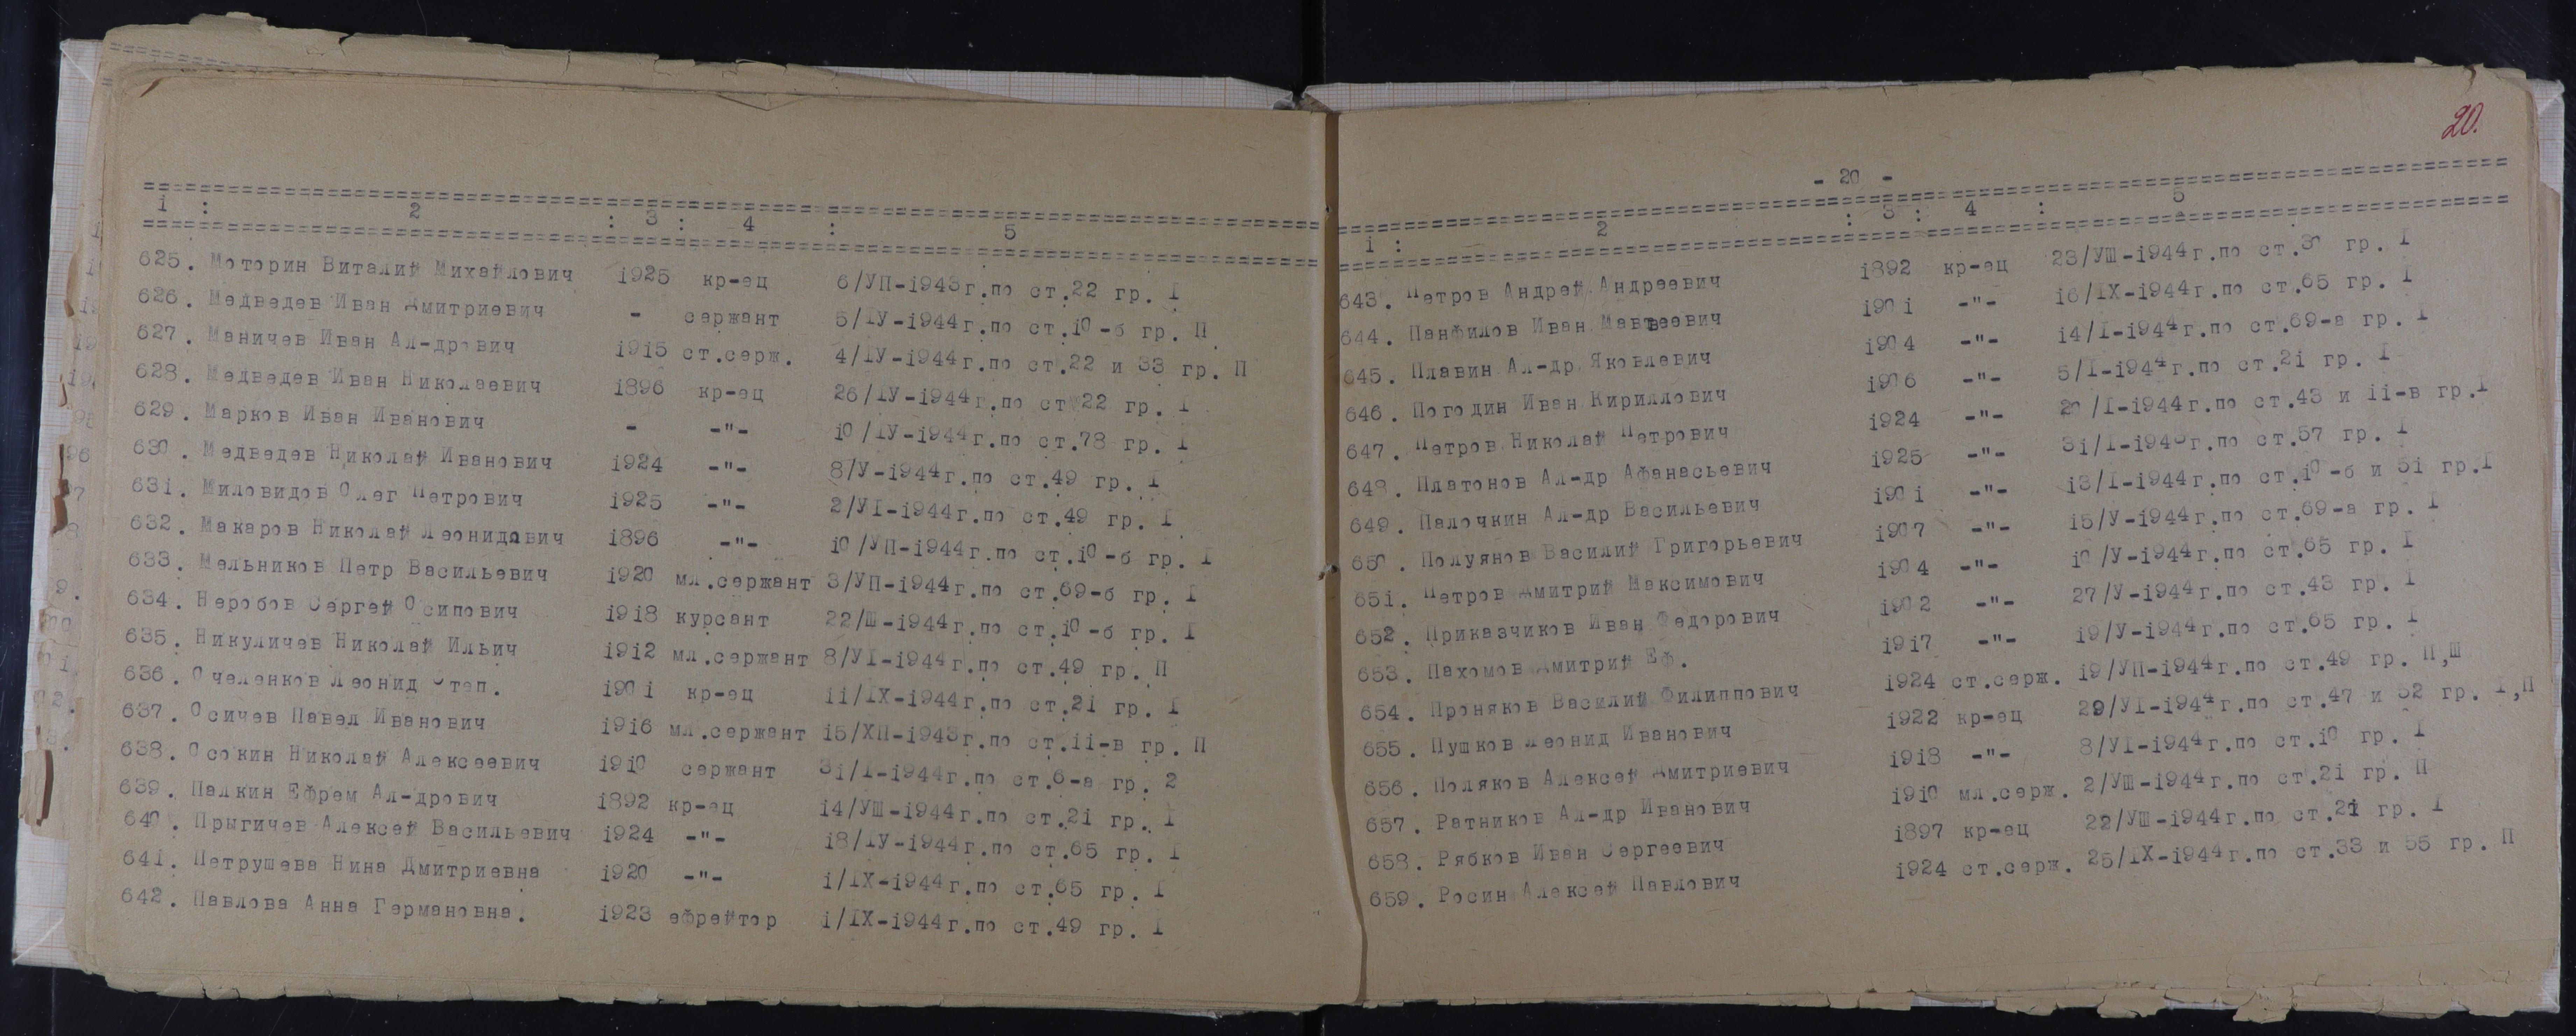 1 : 2 : 3 : 4 : 5
625. Моторин Виталий Михайлович 1925 кр-ец 6/УП-1943г.по ст.22 гр. I
626. Медведев Иван Дмитриевич - сержант 5/IУ-1944г.по ст.10-б гр. П
627. Маничев Иван Ал-дрович 1915 ст.серж. 4/IУ-1944г.по ст.22 и 33 гр. П
628. Медведев Иван Николаевич 1896 кр-ец 26/IУ-1944г.по ст.22 гр. I
629. Марков Иван Иванович - -"- 10/IУ-1944г.по ст.78 гр. I
630. Медведев Николай Иванович 1924 -"- 8/У-1944г.по ст.49 гр. I
631. Миловидов Олег Петрович 1925 -"- 2/УI-1944г.по ст.49 гр. I
632. Макаров Николай Леонидович 1896 -"- 10/УП-1944г.по ст.10-б гр. I
633. Мельников Петр Васильевич 1920 мл.сержант 3/УП-1944г.по ст.69-б гр. I
634. Неробов Сергей Осипович 1918 курсант 22/Ш-1944г.по ст.10-б гр. I
635. Никуличев Николай Ильич 1912 мл.сержант 8/УI-1944г.по ст.49 гр. П
636. Очеленков Леонид Степ. 1901 кр-ец 11/IХ-1944г.по ст.21 гр. I
637. Осичев Павел Иванович 1916 мл.сержант 15/ХП-1943г.по ст.11-в гр. П
638. Осокин Николай Алексеевич 1910 сержант 31/I-1944г.по ст.6-а гр. 2
639. Палкин Ефрем Ал-дрович 1892 кр-ец 14/УШ-1944г.по ст.21 гр. I
640. Прыгичев Алексей Васильевич 1924 -"- 18/IУ-1944г.по ст.65 гр. I
641. Петрушева Нина Дмитриевна 1920 -"- 1/IХ-1944г.по ст.65 гр. I
642. Павлова Анна Германовна. 1923 ефрейтор 1/IХ-1944г.по ст.49 гр. I
20.
- 20 -
1 : 2 : 3 : 4 : 5
643. Петров Андрей Андреевич 1892 кр-ец 23/УШ-1944г.по ст.30 гр. I
644. Панфилов Иван Матвеевич 1901 -"- 16/IХ-1944г.по ст.65 гр. I
645. Плавин Ал-др Яковлевич 1904 -"- 14/I-1944г.по ст.69-а гр. I
646. Погодин Иван Кириллович 1906 -"- 5/I-1944г.по ст.21 гр. I
647. Петров Николай Петрович 1924 -"- 20/I-1944г.по ст.43 и 11-в гр.I
648. Платонов Ал-др Афанасьевич 1925 -"- 31/I-194 г.по ст.57 гр. I
649. Палочкин Ал-др Васильевич 1901 -"- 13/I-1944г.по ст.10-б и 51 гр.I
650. Полуянов Василий Григорьевич 1907 -"- 15/У-1944г.по ст.69-а гр. I
651. Петров Дмитрий Максимович 1904 -"- 10/У-1944г.по ст.65 гр. I
652. Приказчиков Иван Федорович 1902 -"- 27/У-1944г.по ст.43 гр. I
653. Пахомов Дмитрий Еф. 1917 -"- 19/У-1944г.по ст.65 гр. I
654. Проняков Василий Филиппович 1924 ст.серж. 19/УП-1944г.по ст.49 гр. П,Ш
655. Пушков Леонид Иванович 1922 кр-ец 29/УI-1944г.по ст.47 и 52 гр. I,П
656. Поляков Алексей Дмитриевич 1918 -"- 8/УI-1944г.по ст.10 гр. I
657. Ратников Ал-др Иванович 1910 мл.серж. 2/УШ-1944г.по ст.21 гр. П
658. Рябков Иван Сергеевич 1897 кр-ец 22/УШ-1944г.по ст.21 гр. I
659. Росин Алексей Павлович 1924 ст.серж. 25/IХ-1944г.по ст.33 и 55 гр. П